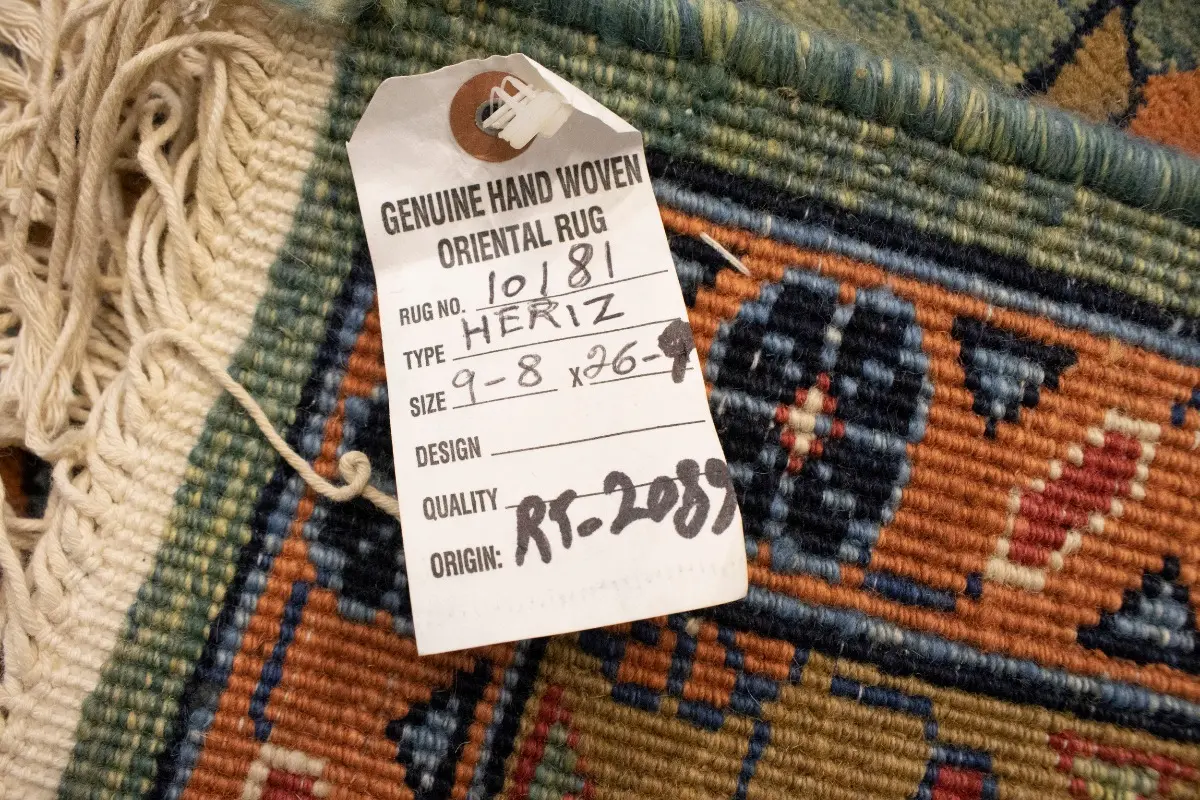 GENUINE HAND WOVEN
ORIENTAL RUG
RUG NO. 10181
TYPE HERIZ
SIZE 9-8 X 26-9
DESIGN
QUALITY
ORIGIN: RT-2089